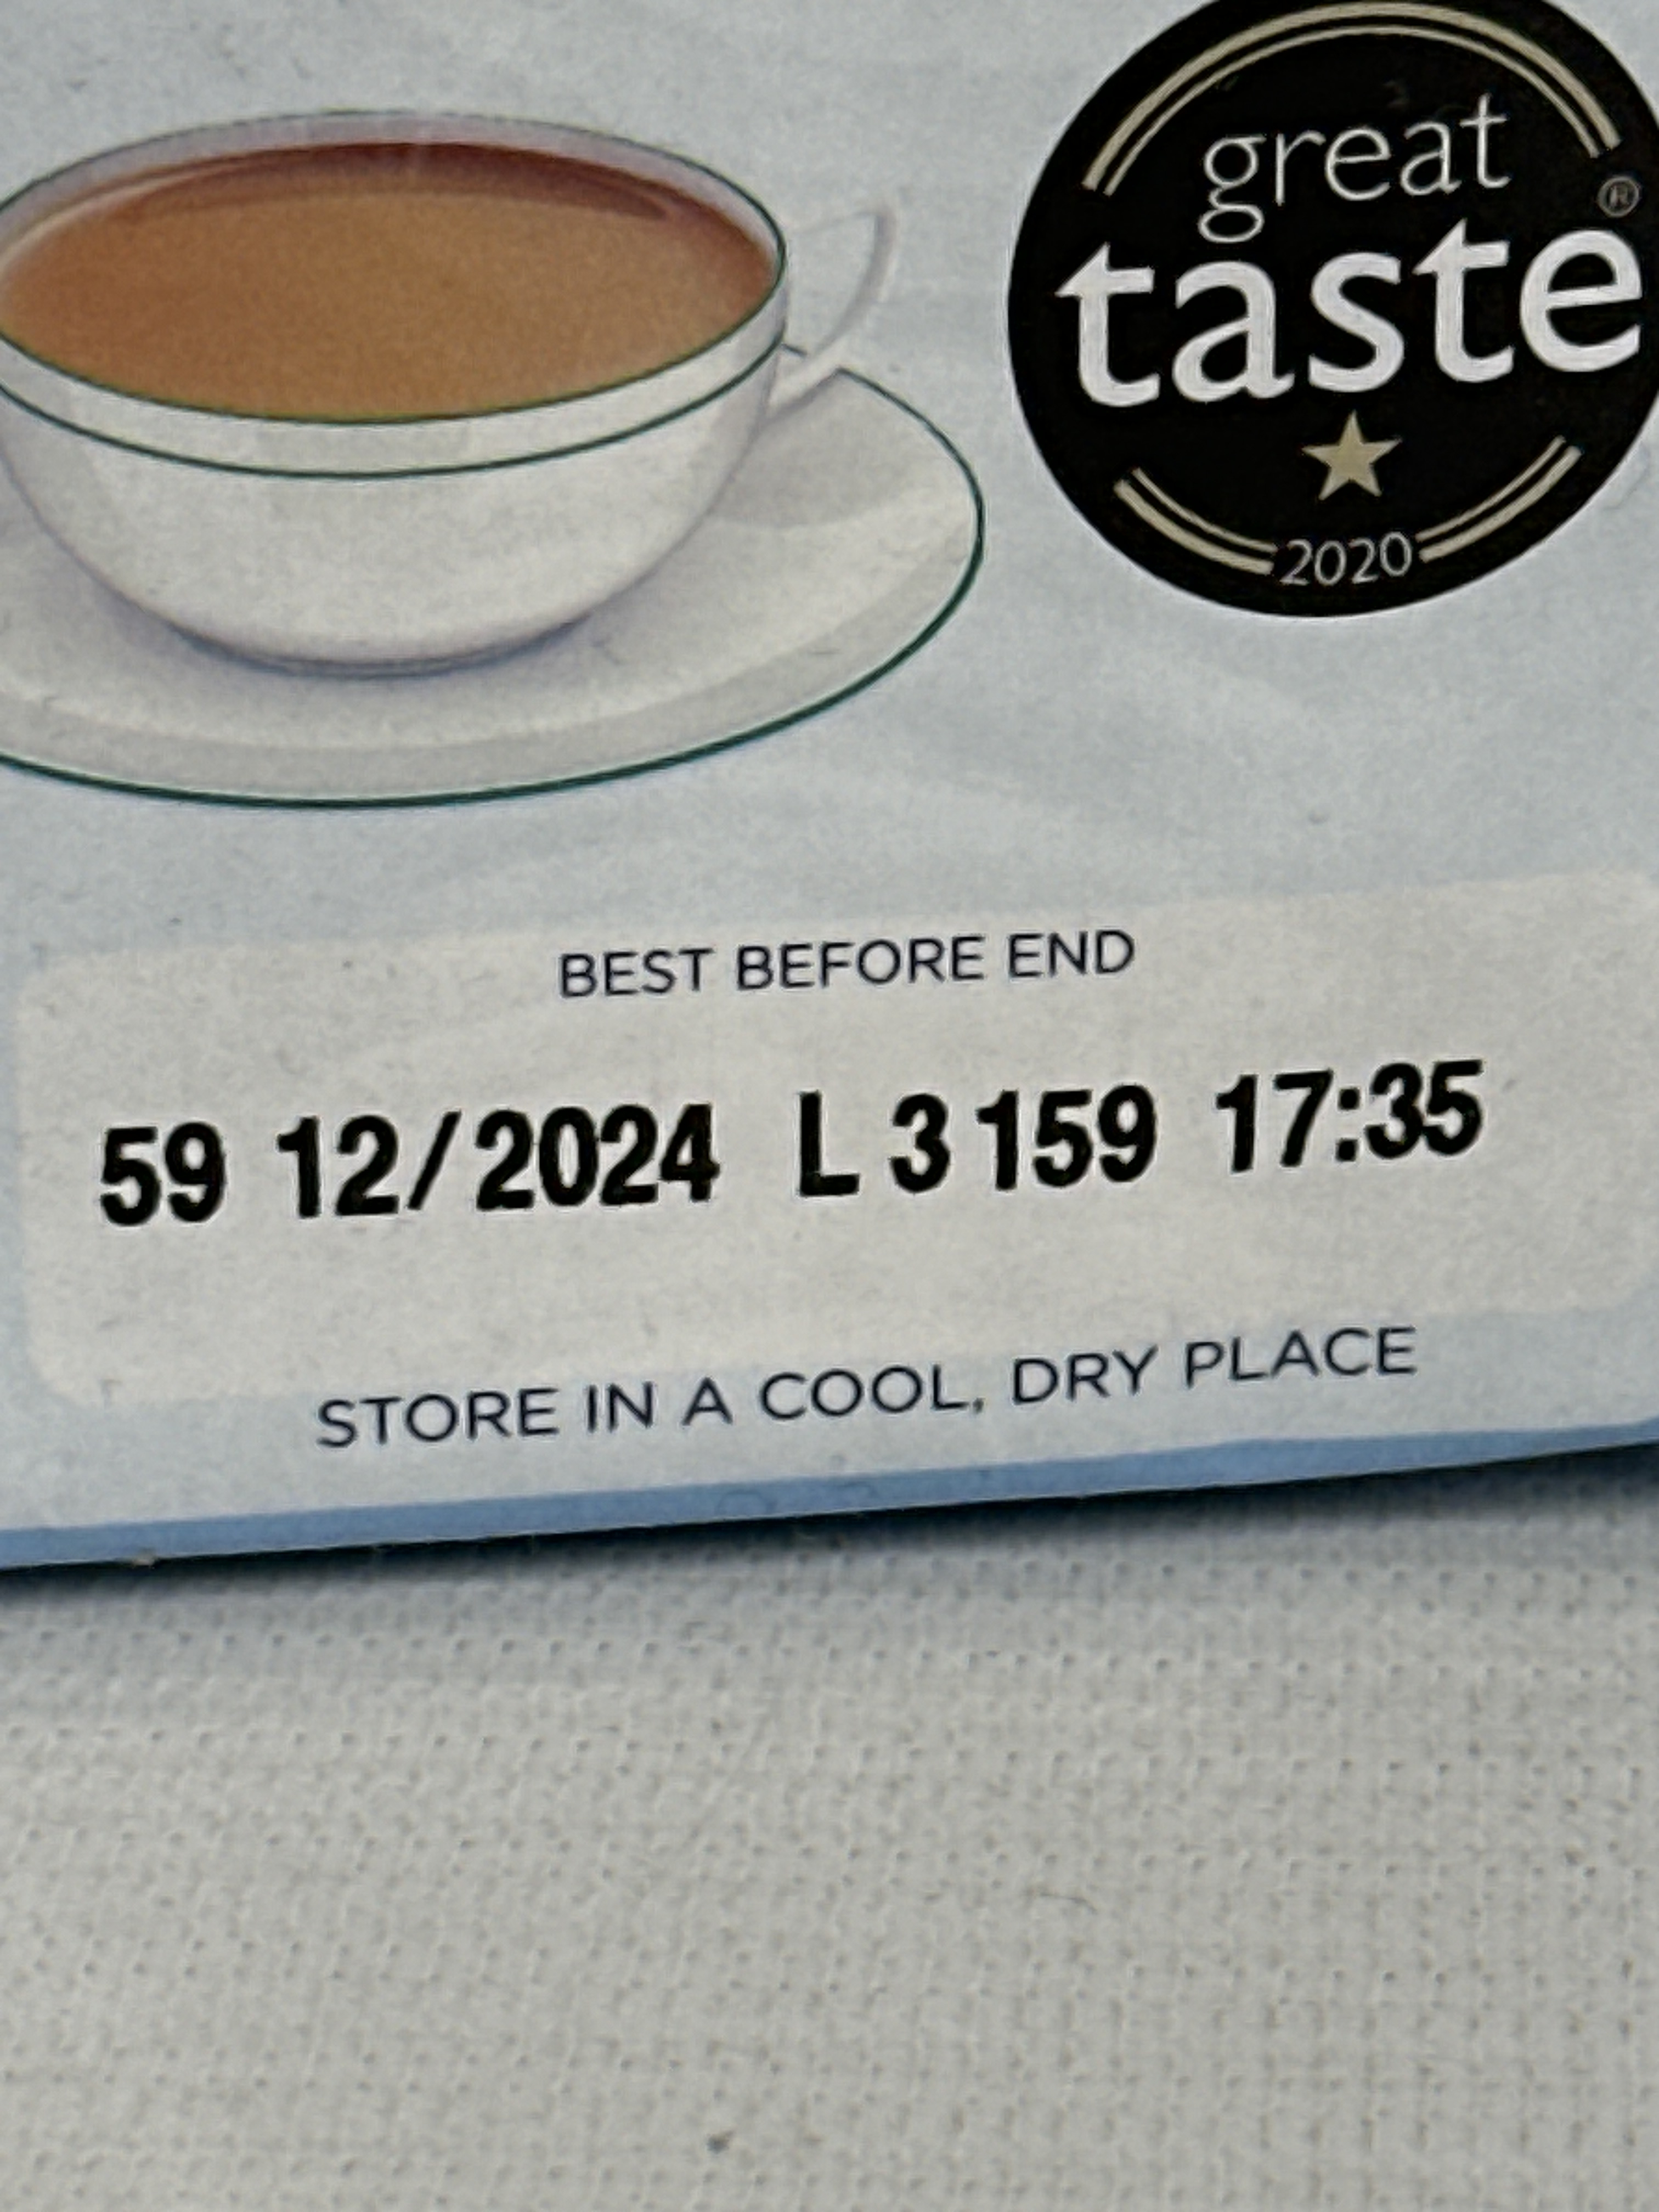 great
taste®
2020
BEST BEFORE END
59 12/2024 L 3 159 17:35
STORE IN A COOL, DRY PLACE